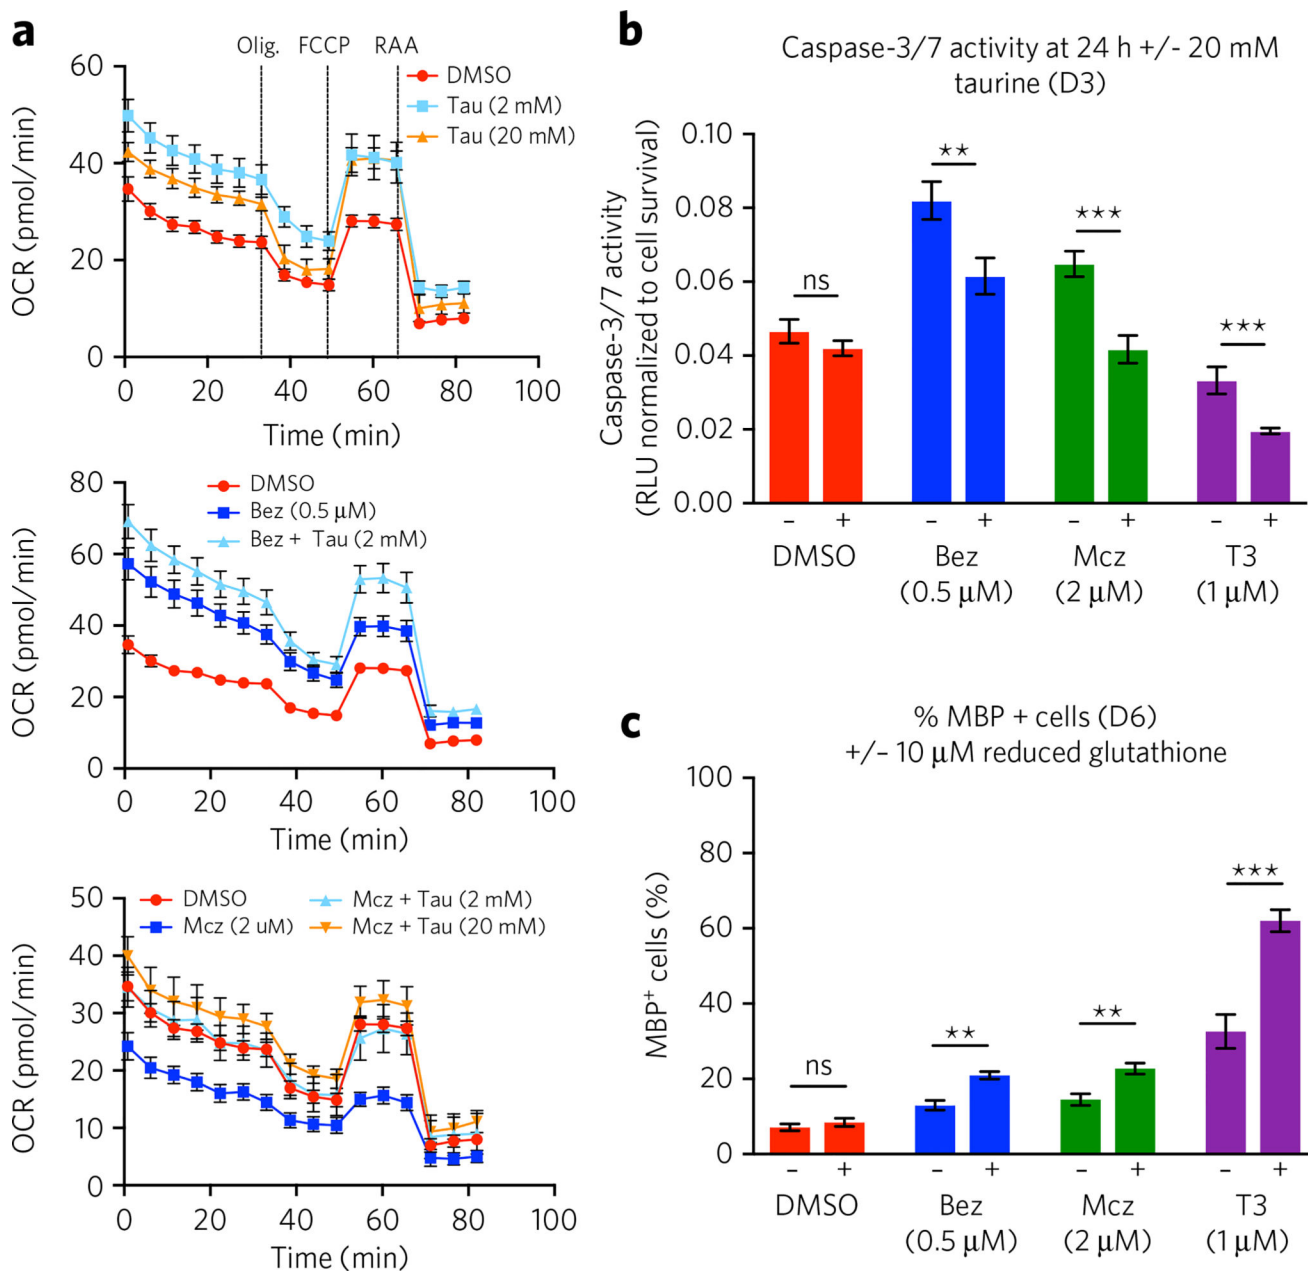 a
Olig. FCCP RAA
DMSO
Tau (2 mM)
Tau (20 mM)
OCR (pmol/min)
60
40
20
0
0 20 40 60 80 100
Time (min)
DMSO
Bez (0.5 μM)
Bez + Tau (2 mM)
OCR (pmol/min)
80
60
40
20
0
0 20 40 60 80 100
Time (min)
DMSO
Mcz (2 uM)
Mcz + Tau (2 mM)
Mcz + Tau (20 mM)
OCR (pmol/min)
50
40
30
20
10
0
0 20 40 60 80 100
Time (min)
b
Caspase-3/7 activity at 24 h +/- 20 mM
taurine (D3)
Caspase-3/7 activity
(RLU normalized to cell survival)
0.10
0.08
0.06
0.04
0.02
0.00
ns ** *** ***
− + − + − + − +
DMSO Bez Mcz T3
(0.5 μM) (2 μM) (1 μM)
c
% MBP + cells (D6)
+/- 10 μM reduced glutathione
MBP⁺ cells (%)
100
80
60
40
20
0
ns ** ** ***
− + − + − + − +
DMSO Bez Mcz T3
(0.5 μM) (2 μM) (1 μM)